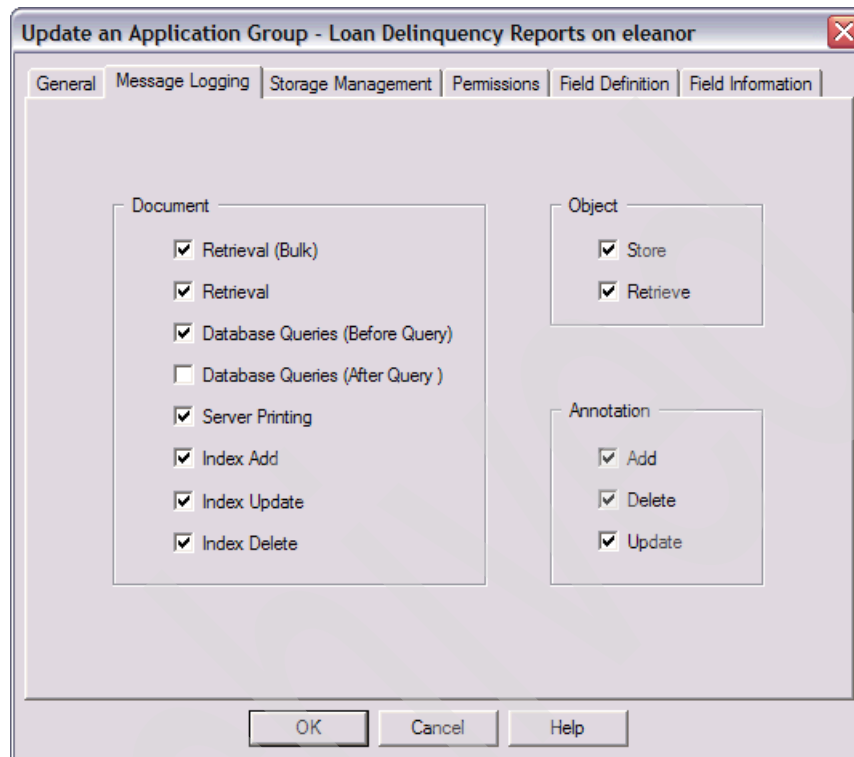 Update an Application Group - Loan Delinquency Reports on eleanor
General Message Logging Storage Management Permissions Field Definition Field Information
Document
Retrieval (Bulk)
Retrieval
Database Queries (Before Query)
Database Queries (After Query )
Server Printing
Index Add
Index Update
Index Delete
Object
Store
Retrieve
Annotation
Add
Delete
Update
OK Cancel Help